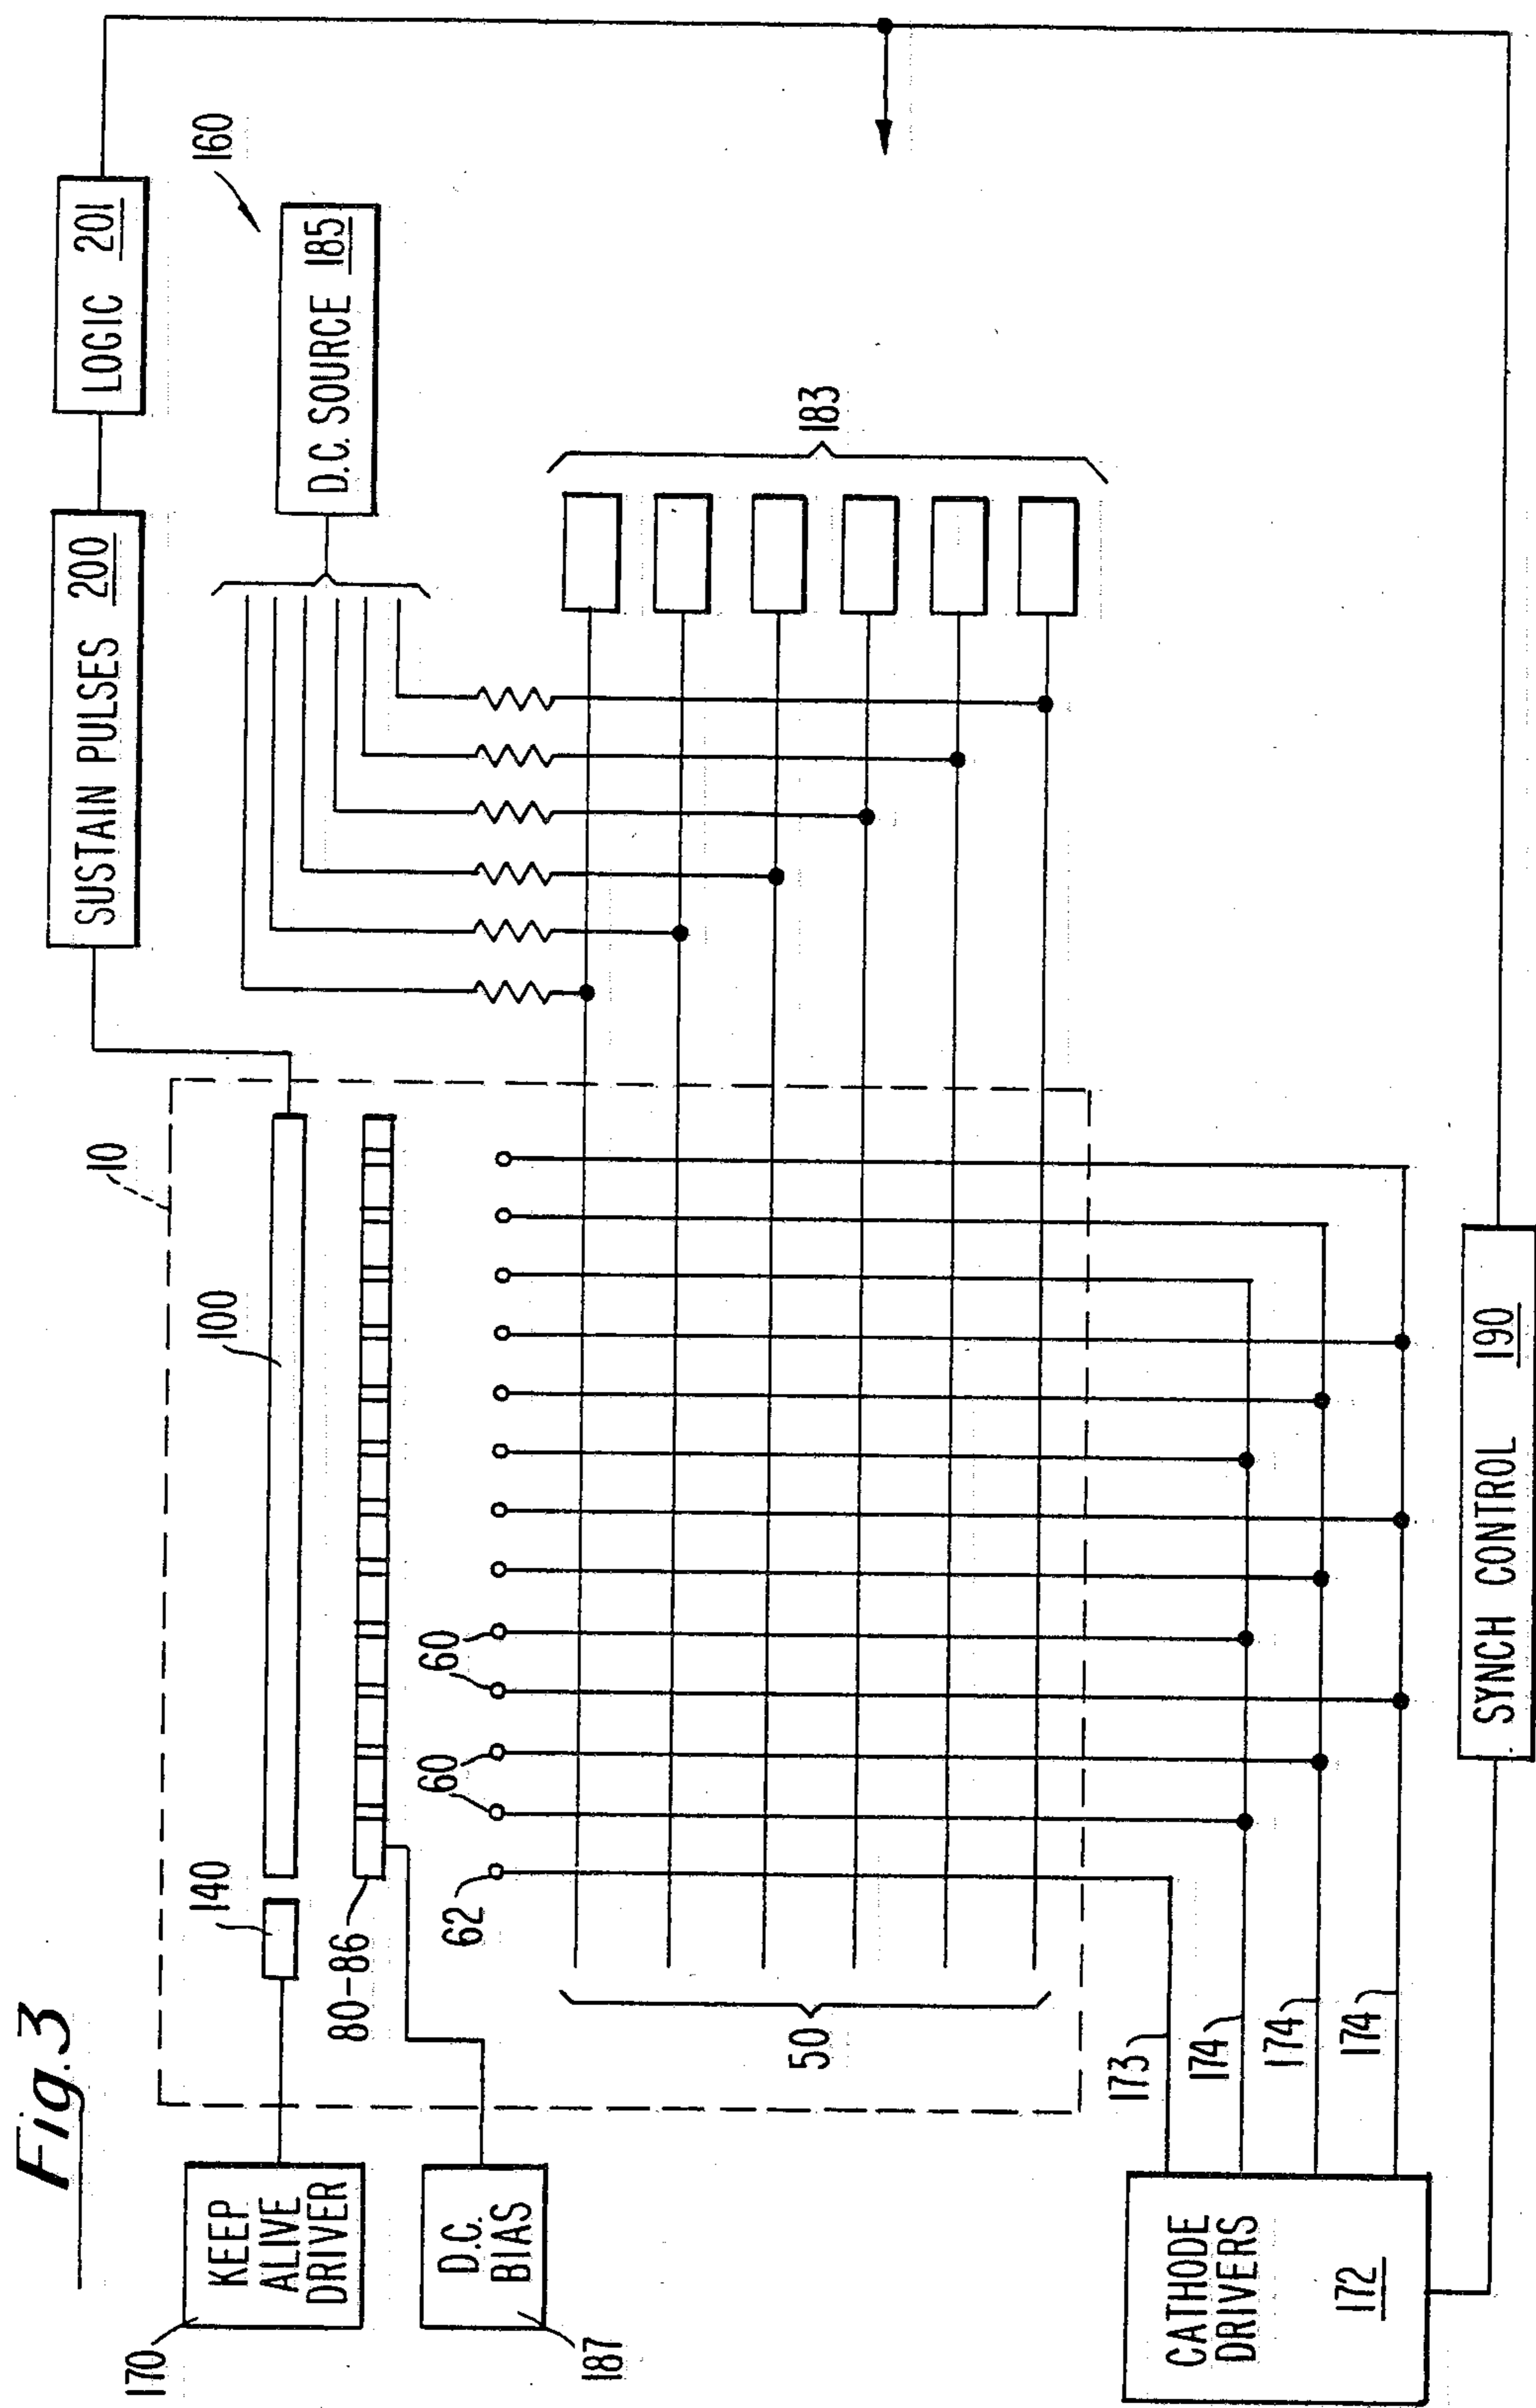 Fig.3
170
KEEP
ALIVE
DRIVER
140
100
10
SUSTAIN PULSES 200
LOGIC 201
160
D.C. SOURCE 185
187
D.C.
BIAS
80-86
62
60
60
50
183
173
174
174
174
CATHODE
DRIVERS
172
SYNCH CONTROL 190